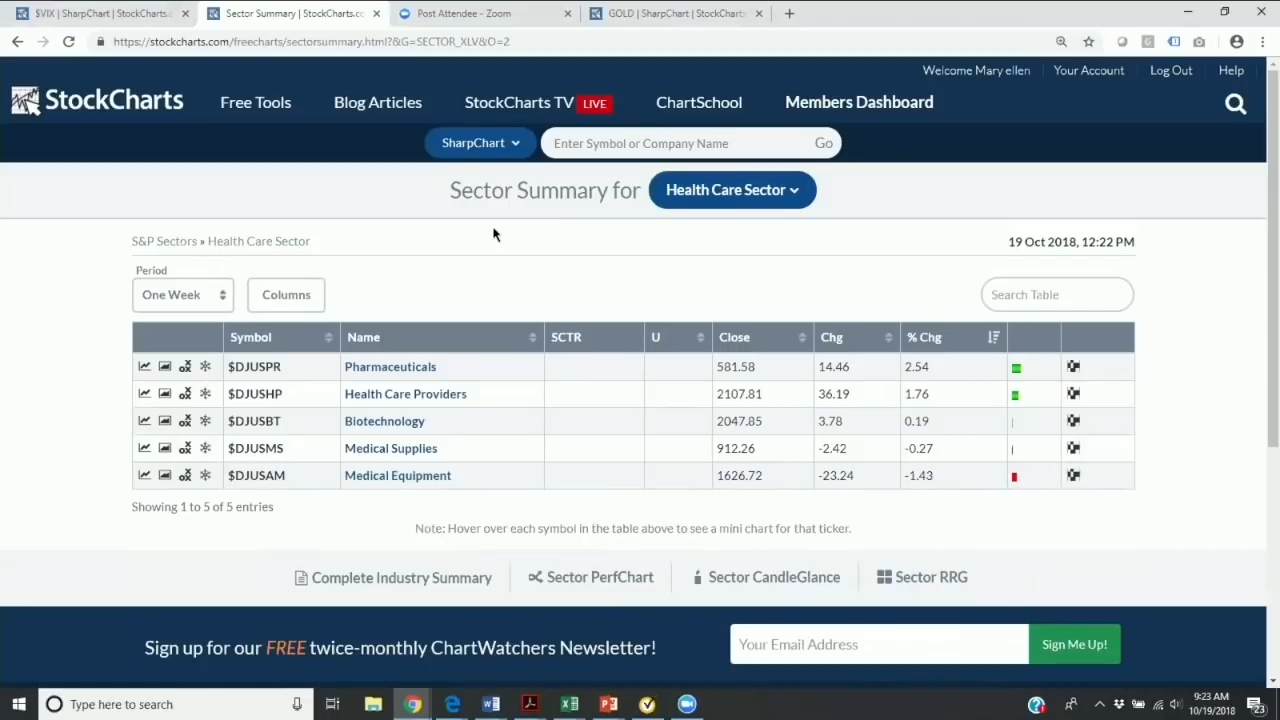 $VIX | SharpChart | StockCharts.c
Sector Summary | StockCharts.co
Post Attendee - Zoom
GOLD | SharpChart | StockCharts
https://stockcharts.com/freecharts/sectorsummary.html?&G=SECTOR_XLV&O=2
Welcome Mary ellen Your Account Log Out Help
StockCharts Free Tools Blog Articles StockCharts TV LIVE ChartSchool Members Dashboard
SharpChart Enter Symbol or Company Name Go
Sector Summary for Health Care Sector
S&P Sectors » Health Care Sector 19 Oct 2018, 12:22 PM
Period
One Week Columns Search Table
Symbol Name SCTR U Close Chg % Chg
$DJUSPR Pharmaceuticals 581.58 14.46 2.54
$DJUSHP Health Care Providers 2107.81 36.19 1.76
$DJUSBT Biotechnology 2047.85 3.78 0.19
$DJUSMS Medical Supplies 912.26 -2.42 -0.27
$DJUSAM Medical Equipment 1626.72 -23.24 -1.43
Showing 1 to 5 of 5 entries
Note: Hover over each symbol in the table above to see a mini chart for that ticker.
Complete Industry Summary Sector PerfChart Sector CandleGlance Sector RRG
Sign up for our FREE twice-monthly ChartWatchers Newsletter! Your Email Address Sign Me Up!
Type here to search
9:23 AM
10/19/2018
23